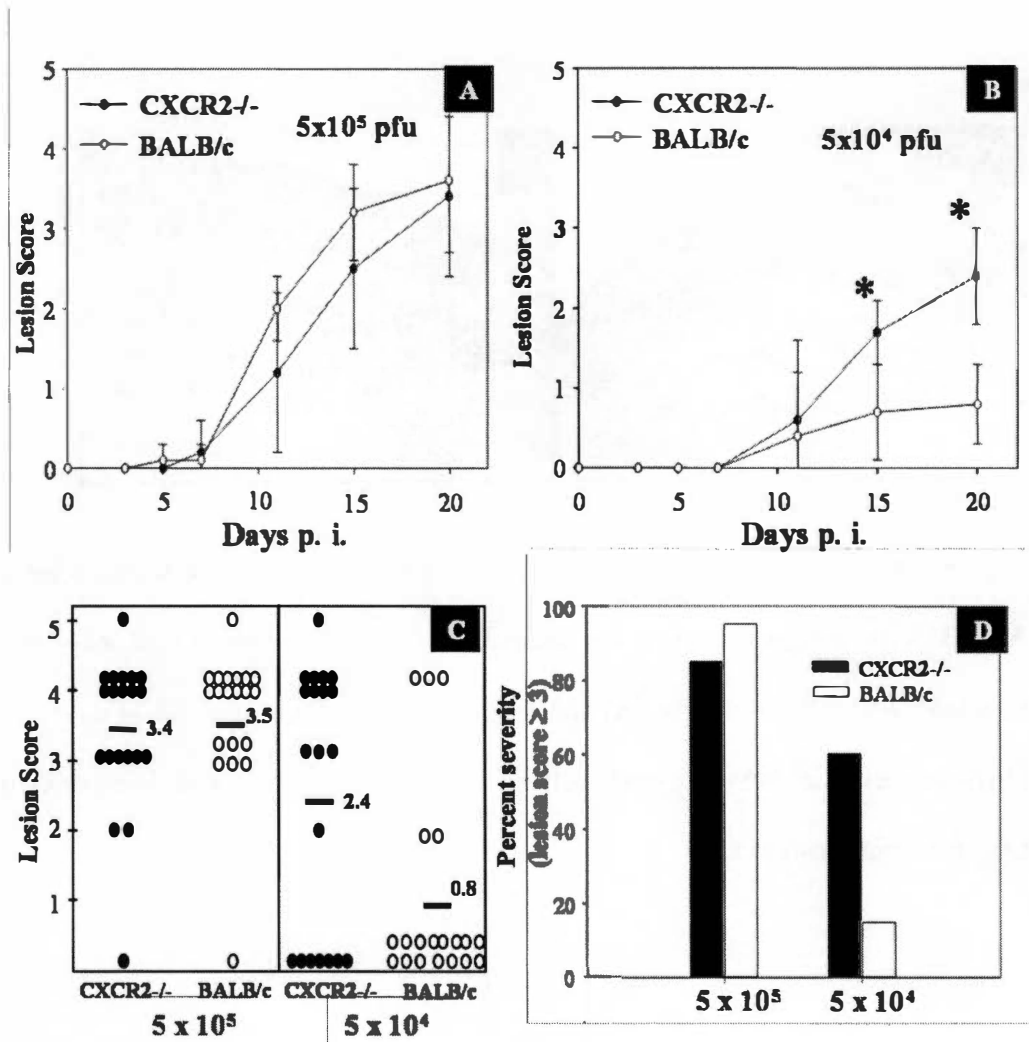 A
CXCR2-/-
BALB/c
5x10⁵ pfu
5
4
3
2
1
0
Lesion Score
0 5 10 15 20
Days p. i.
B
CXCR2-/-
BALB/c
5x10⁴ pfu
*
*
5
4
3
2
1
0
Lesion Score
0 5 10 15 20
Days p. i.
C
5
4
3
2
1
Lesion Score
3.4
3.5
2.4
0.8
CXCR2-/- BALB/c CXCR2-/- BALB/c
5 x 10⁵ 5 x 10⁴
D
CXCR2-/-
BALB/c
100
80
60
40
20
0
Percent severity
(lesion score ≥ 3)
5 x 10⁵ 5 x 10⁴